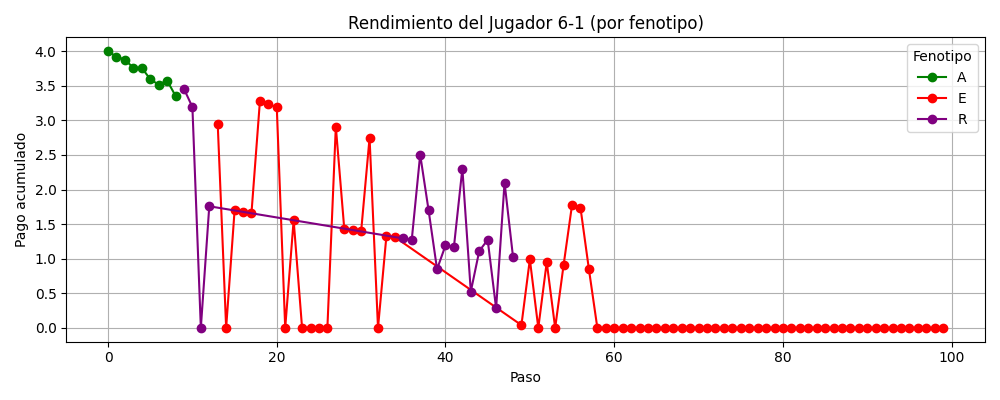 Rendimiento del Jugador 6-1 (por fenotipo)
Pago acumulado
4.0
3.5
3.0
2.5
2.0
1.5
1.0
0.5
0.0
Fenotipo
A
E
R
0 20 40 60 80 100
Paso